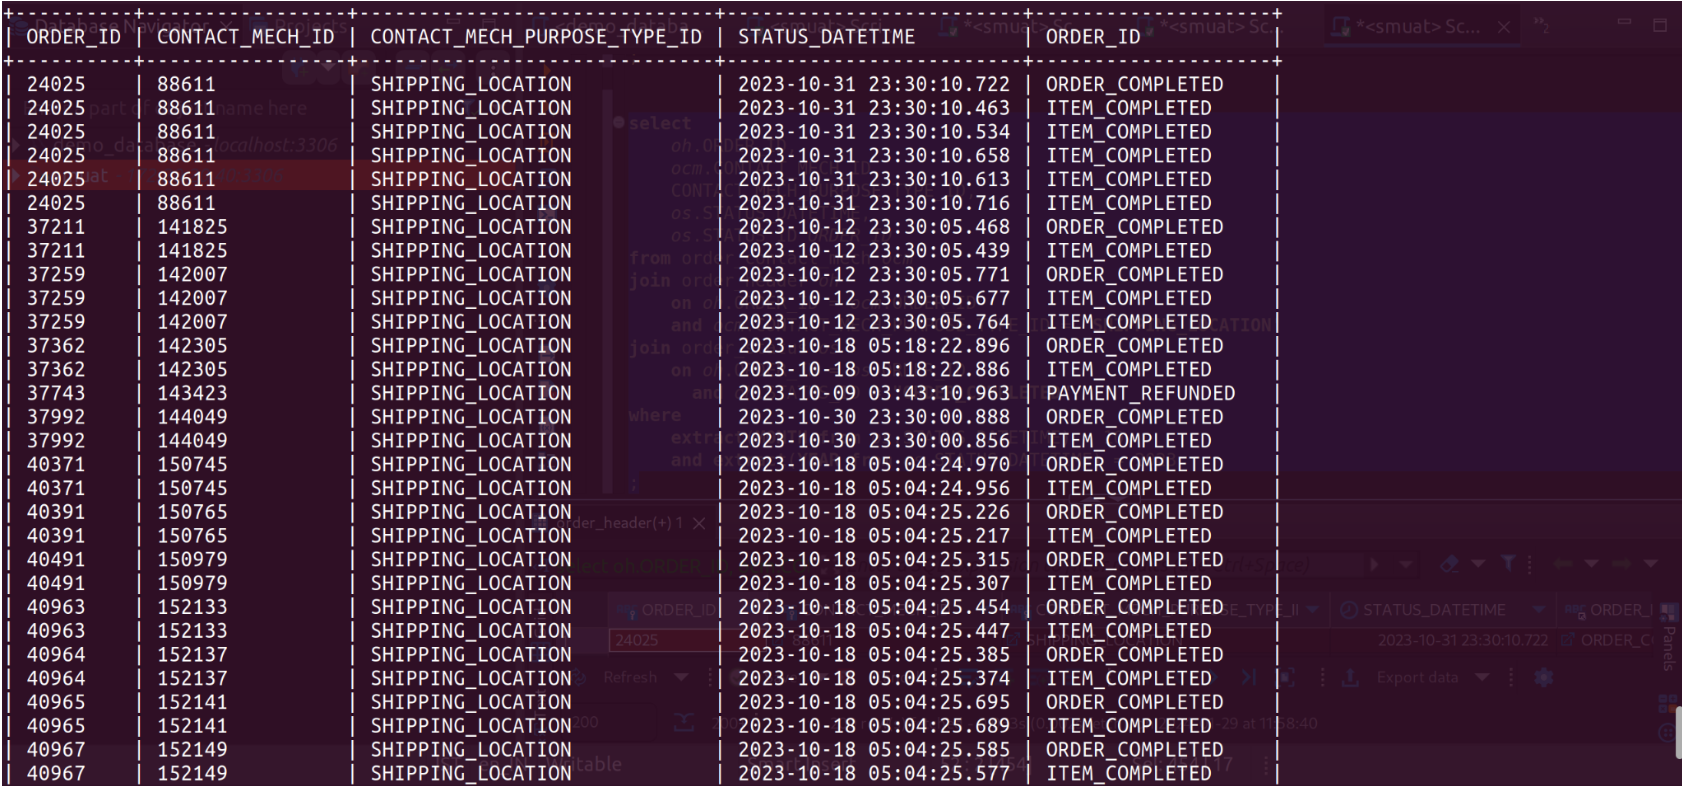 +----------+-----------------+------------------------------+-------------------------+--------------------+
| ORDER_ID | CONTACT_MECH_ID | CONTACT_MECH_PURPOSE_TYPE_ID | STATUS_DATETIME | ORDER_ID |
+----------+-----------------+------------------------------+-------------------------+--------------------+
| 24025 | 88611 | SHIPPING_LOCATION | 2023-10-31 23:30:10.722 | ORDER_COMPLETED |
| 24025 | 88611 | SHIPPING_LOCATION | 2023-10-31 23:30:10.463 | ITEM_COMPLETED |
| 24025 | 88611 | SHIPPING_LOCATION | 2023-10-31 23:30:10.534 | ITEM_COMPLETED |
| 24025 | 88611 | SHIPPING_LOCATION | 2023-10-31 23:30:10.658 | ITEM_COMPLETED |
| 24025 | 88611 | SHIPPING_LOCATION | 2023-10-31 23:30:10.613 | ITEM_COMPLETED |
| 24025 | 88611 | SHIPPING_LOCATION | 2023-10-31 23:30:10.716 | ITEM_COMPLETED |
| 37211 | 141825 | SHIPPING_LOCATION | 2023-10-12 23:30:05.468 | ORDER_COMPLETED |
| 37211 | 141825 | SHIPPING_LOCATION | 2023-10-12 23:30:05.439 | ITEM_COMPLETED |
| 37259 | 142007 | SHIPPING_LOCATION | 2023-10-12 23:30:05.771 | ORDER_COMPLETED |
| 37259 | 142007 | SHIPPING_LOCATION | 2023-10-12 23:30:05.677 | ITEM_COMPLETED |
| 37259 | 142007 | SHIPPING_LOCATION | 2023-10-12 23:30:05.764 | ITEM_COMPLETED |
| 37362 | 142305 | SHIPPING_LOCATION | 2023-10-18 05:18:22.896 | ORDER_COMPLETED |
| 37362 | 142305 | SHIPPING_LOCATION | 2023-10-18 05:18:22.886 | ITEM_COMPLETED |
| 37743 | 143423 | SHIPPING_LOCATION | 2023-10-09 03:43:10.963 | PAYMENT_REFUNDED |
| 37992 | 144049 | SHIPPING_LOCATION | 2023-10-30 23:30:00.888 | ORDER_COMPLETED |
| 37992 | 144049 | SHIPPING_LOCATION | 2023-10-30 23:30:00.856 | ITEM_COMPLETED |
| 40371 | 150745 | SHIPPING_LOCATION | 2023-10-18 05:04:24.970 | ORDER_COMPLETED |
| 40371 | 150745 | SHIPPING_LOCATION | 2023-10-18 05:04:24.956 | ITEM_COMPLETED |
| 40391 | 150765 | SHIPPING_LOCATION | 2023-10-18 05:04:25.226 | ORDER_COMPLETED |
| 40391 | 150765 | SHIPPING_LOCATION | 2023-10-18 05:04:25.217 | ITEM_COMPLETED |
| 40491 | 150979 | SHIPPING_LOCATION | 2023-10-18 05:04:25.315 | ORDER_COMPLETED |
| 40491 | 150979 | SHIPPING_LOCATION | 2023-10-18 05:04:25.307 | ITEM_COMPLETED |
| 40963 | 152133 | SHIPPING_LOCATION | 2023-10-18 05:04:25.454 | ORDER_COMPLETED |
| 40963 | 152133 | SHIPPING_LOCATION | 2023-10-18 05:04:25.447 | ITEM_COMPLETED |
| 40964 | 152137 | SHIPPING_LOCATION | 2023-10-18 05:04:25.385 | ORDER_COMPLETED |
| 40964 | 152137 | SHIPPING_LOCATION | 2023-10-18 05:04:25.374 | ITEM_COMPLETED |
| 40965 | 152141 | SHIPPING_LOCATION | 2023-10-18 05:04:25.695 | ORDER_COMPLETED |
| 40965 | 152141 | SHIPPING_LOCATION | 2023-10-18 05:04:25.689 | ITEM_COMPLETED |
| 40967 | 152149 | SHIPPING_LOCATION | 2023-10-18 05:04:25.585 | ORDER_COMPLETED |
| 40967 | 152149 | SHIPPING_LOCATION | 2023-10-18 05:04:25.577 | ITEM_COMPLETED |